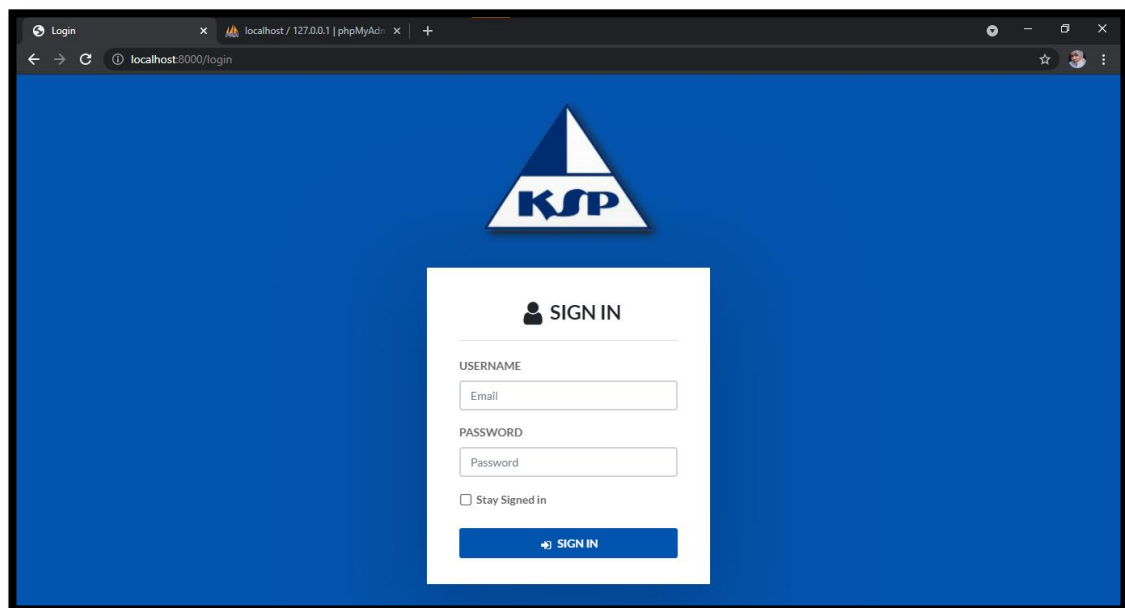 Login
localhost / 127.0.0.1 | phpMyAdn
localhost:8000/login
KSP
SIGN IN
USERNAME
Email
PASSWORD
Password
Stay Signed in
SIGN IN